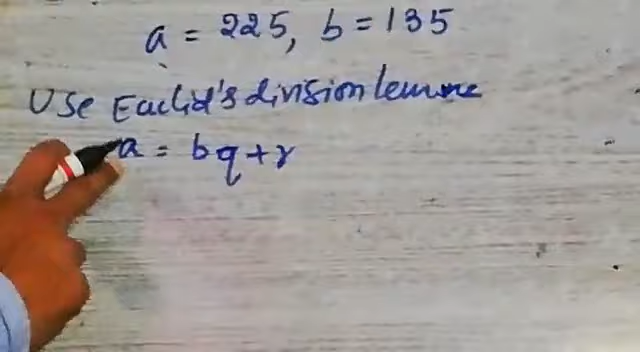 a = 225, b = 135
Use Euclid's division lemma
a = bq + r